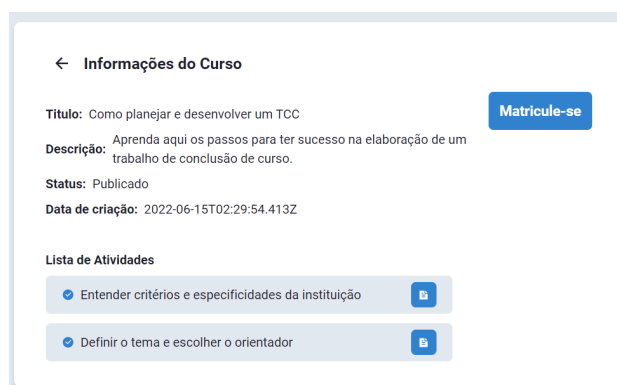 Informações do Curso
Matricule-se
Titulo: Como planejar e desenvolver um TCC
Descrição: Aprenda aqui os passos para ter sucesso na elaboração de um
trabalho de conclusão de curso.
Status: Publicado
Data de criação: 2022-06-15T02:29:54.413Z
Lista de Atividades
Entender critérios e especificidades da instituição
Definir o tema e escolher o orientador